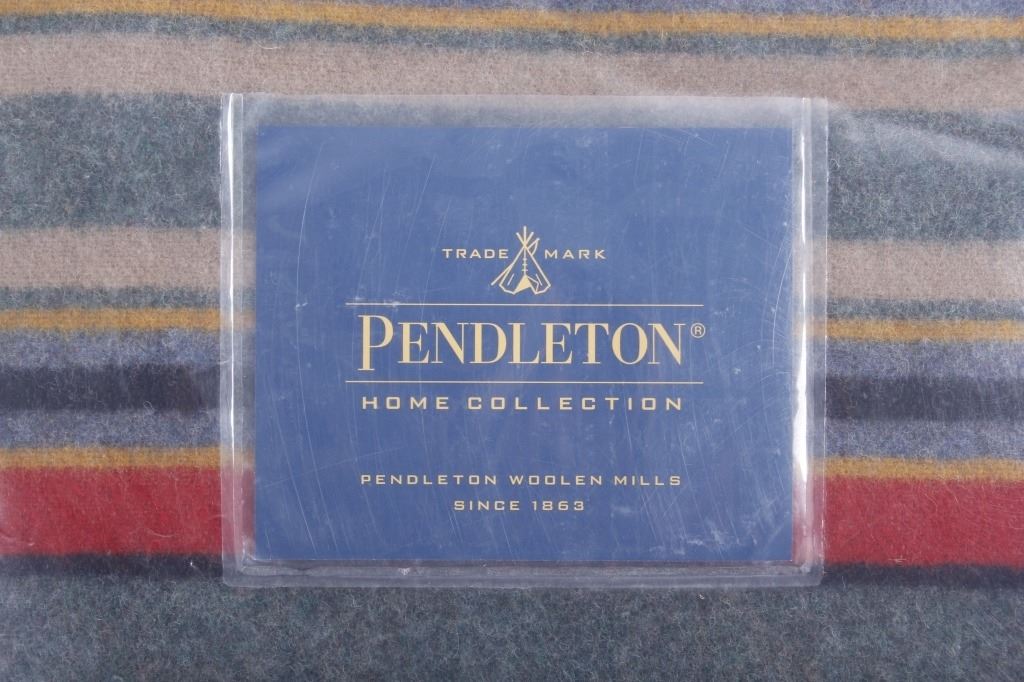 TRADE MARK
PENDLETON®
HOME COLLECTION
PENDLETON WOOLEN MILLS
SINCE 1863